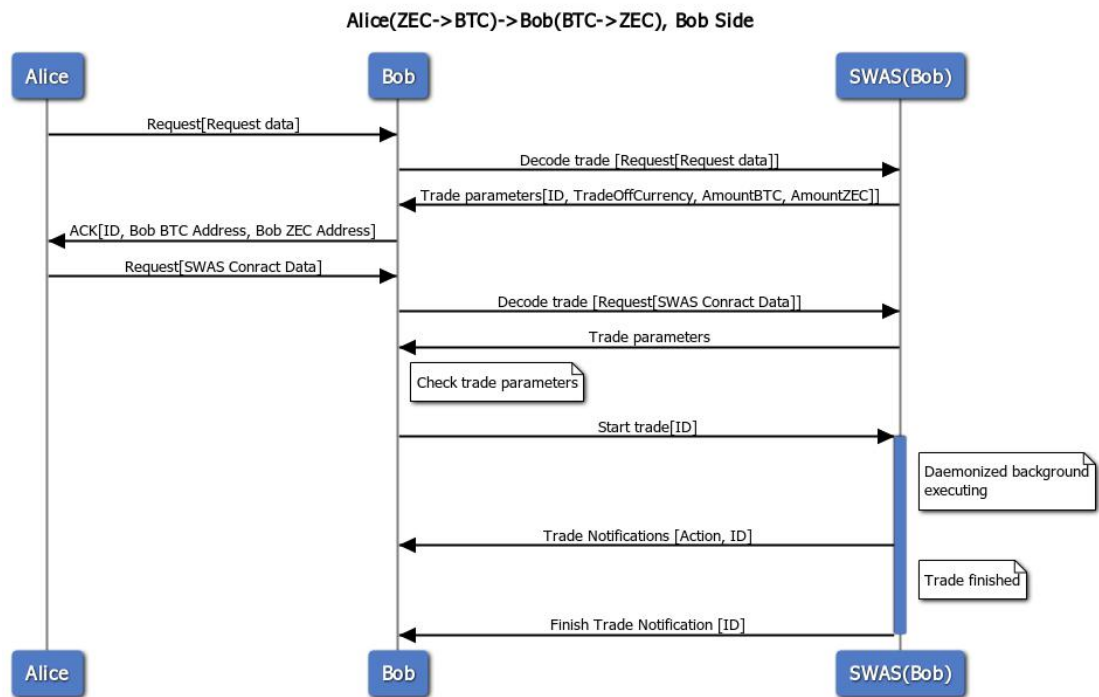 Alice(ZEC->BTC)->Bob(BTC->ZEC), Bob Side
Alice
Bob
SWAS(Bob)
Request[Request data]
Decode trade [Request[Request data]]
Trade parameters[ID, TradeOffCurrency, AmountBTC, AmountZEC]]
ACK[ID, Bob BTC Address, Bob ZEC Address]
Request[SWAS Conract Data]
Decode trade [Request[SWAS Conract Data]]
Trade parameters
Check trade parameters
Start trade[ID]
Daemonized background
executing
Trade Notifications [Action, ID]
Trade finished
Finish Trade Notification [ID]
Alice
Bob
SWAS(Bob)